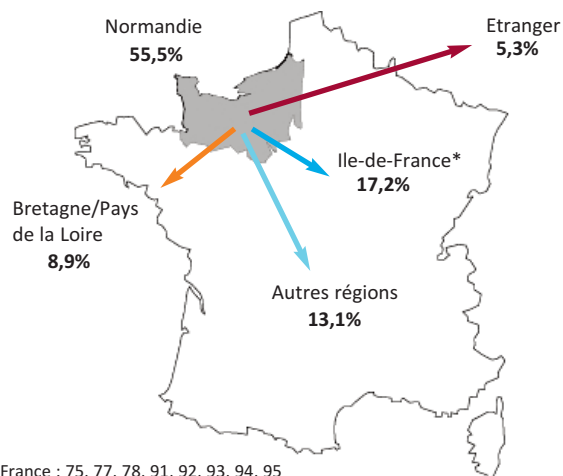 Normandie
55,5%
Etranger
5,3%
Ile-de-France*
17,2%
Bretagne/Pays
de la Loire
8,9%
Autres régions
13,1%
France : 75, 77, 78, 91, 92, 93, 94, 95